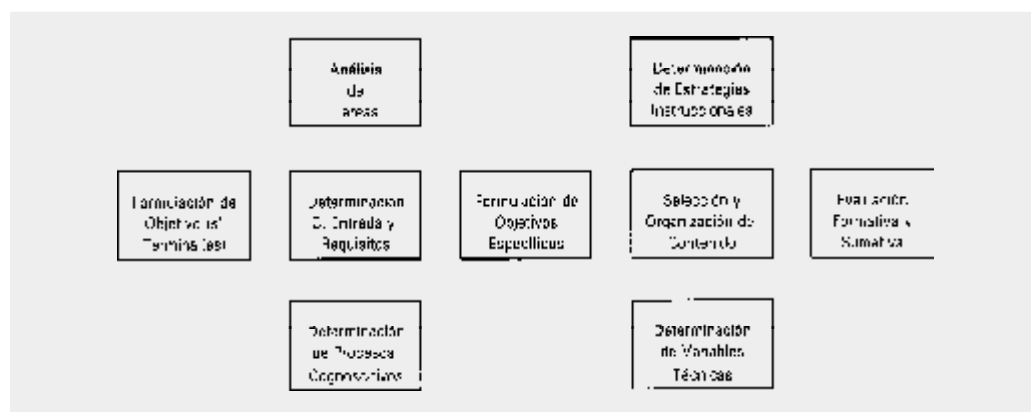 Análisis
de
Determinación
de Estrategias
Instruccionales
Formulación de
Objetivos
Terminales
Determinación
Entrada y
Requisitos
Formulación de
Objetivos
Específicos
Selección y
Organización de
Contenido
Evaluación
Formativa y
Sumativa
Determinación
de Procesos
Cognoscitivos
Determinación
de Variables
Técnicas